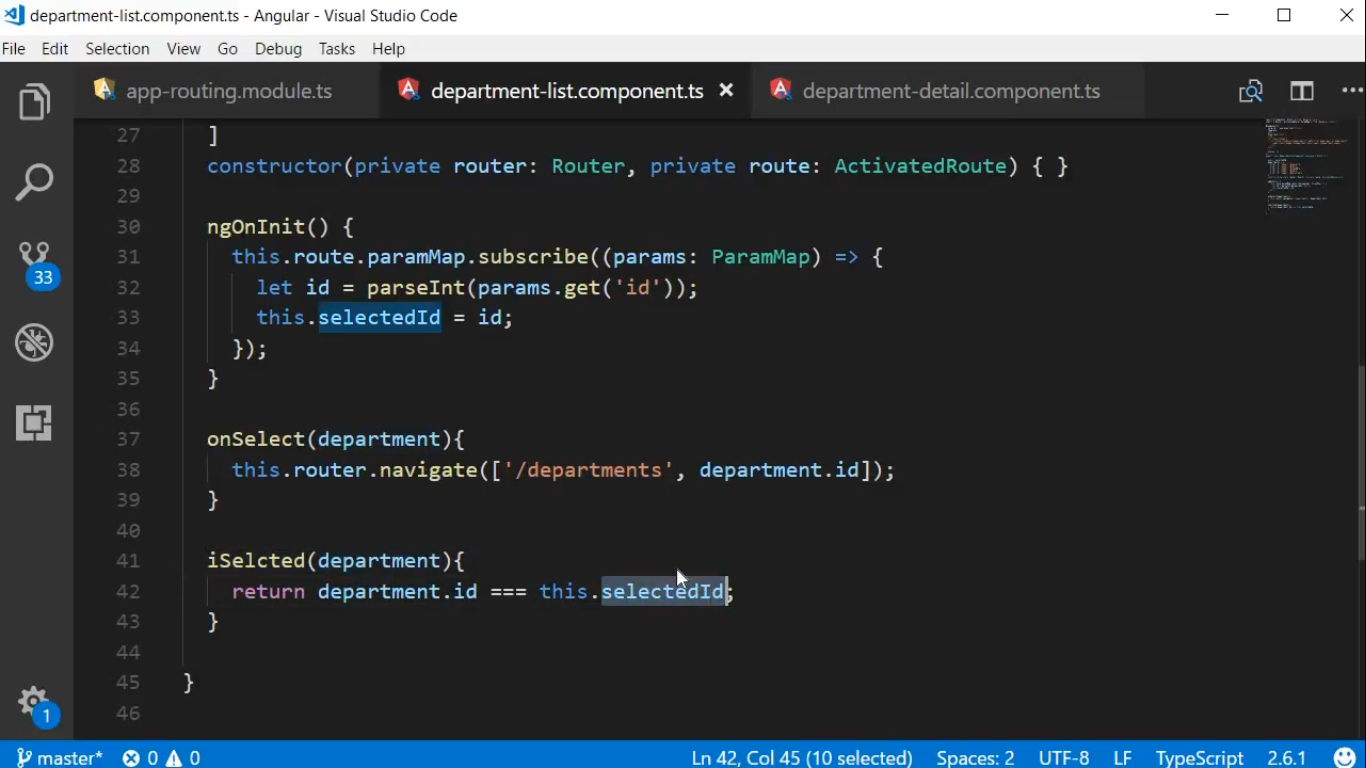 department-list.component.ts - Angular - Visual Studio Code
File Edit Selection View Go Debug Tasks Help
app-routing.module.ts department-list.component.ts department-detail.component.ts
27 ]
28 constructor(private router: Router, private route: ActivatedRoute) { }
29
30 ngOnInit() {
31 this.route.paramMap.subscribe((params: ParamMap) => {
32 let id = parseInt(params.get('id'));
33 this.selectedId = id;
34 });
35 }
36
37 onSelect(department){
38 this.router.navigate(['/departments', department.id]);
39 }
40
41 iSelcted(department){
42 return department.id === this.selectedId;
43 }
44
45 }
46
33
1
master* 0 0 Ln 42, Col 45 (10 selected) Spaces: 2 UTF-8 LF TypeScript 2.6.1